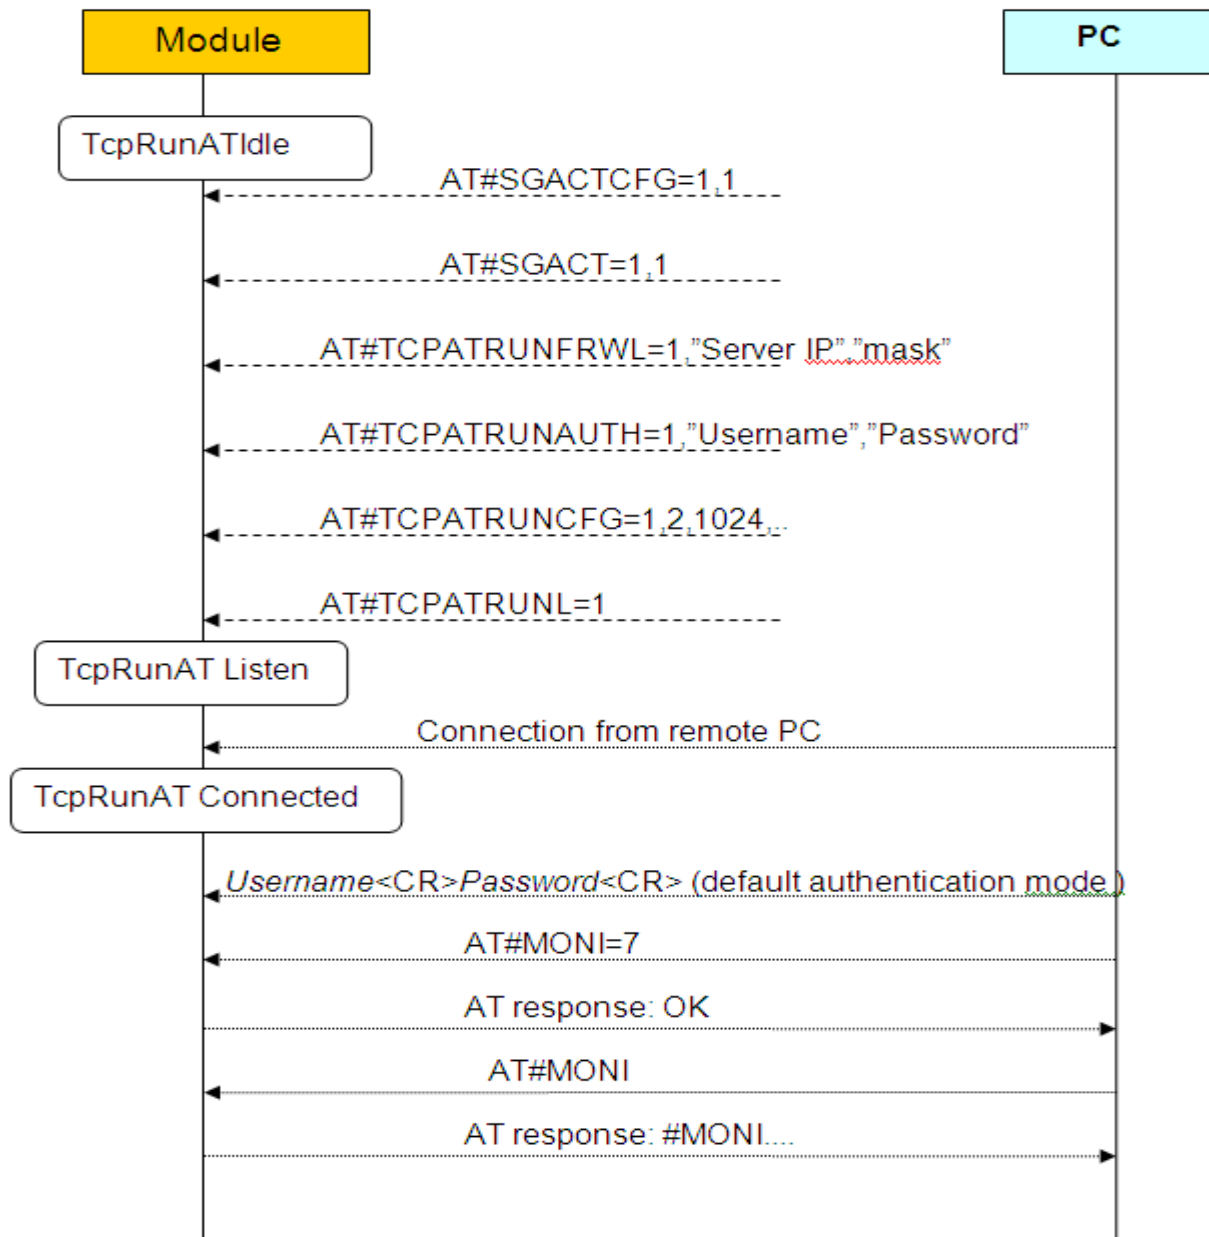 Module
PC
TcpRunATIdle
AT#SGACTCFG=1,1
AT#SGACT=1,1
AT#TCPATRUNFRWL=1,”Server IP”,”mask”
AT#TCPATRUNAUTH=1,”Username”,”Password”
AT#TCPATRUNCFG=1,2,1024,..
AT#TCPATRUNL=1
TcpRunAT Listen
Connection from remote PC
TcpRunAT Connected
Username<CR>Password<CR> (default authentication mode )
AT#MONI=7
AT response: OK
AT#MONI
AT response: #MONI....